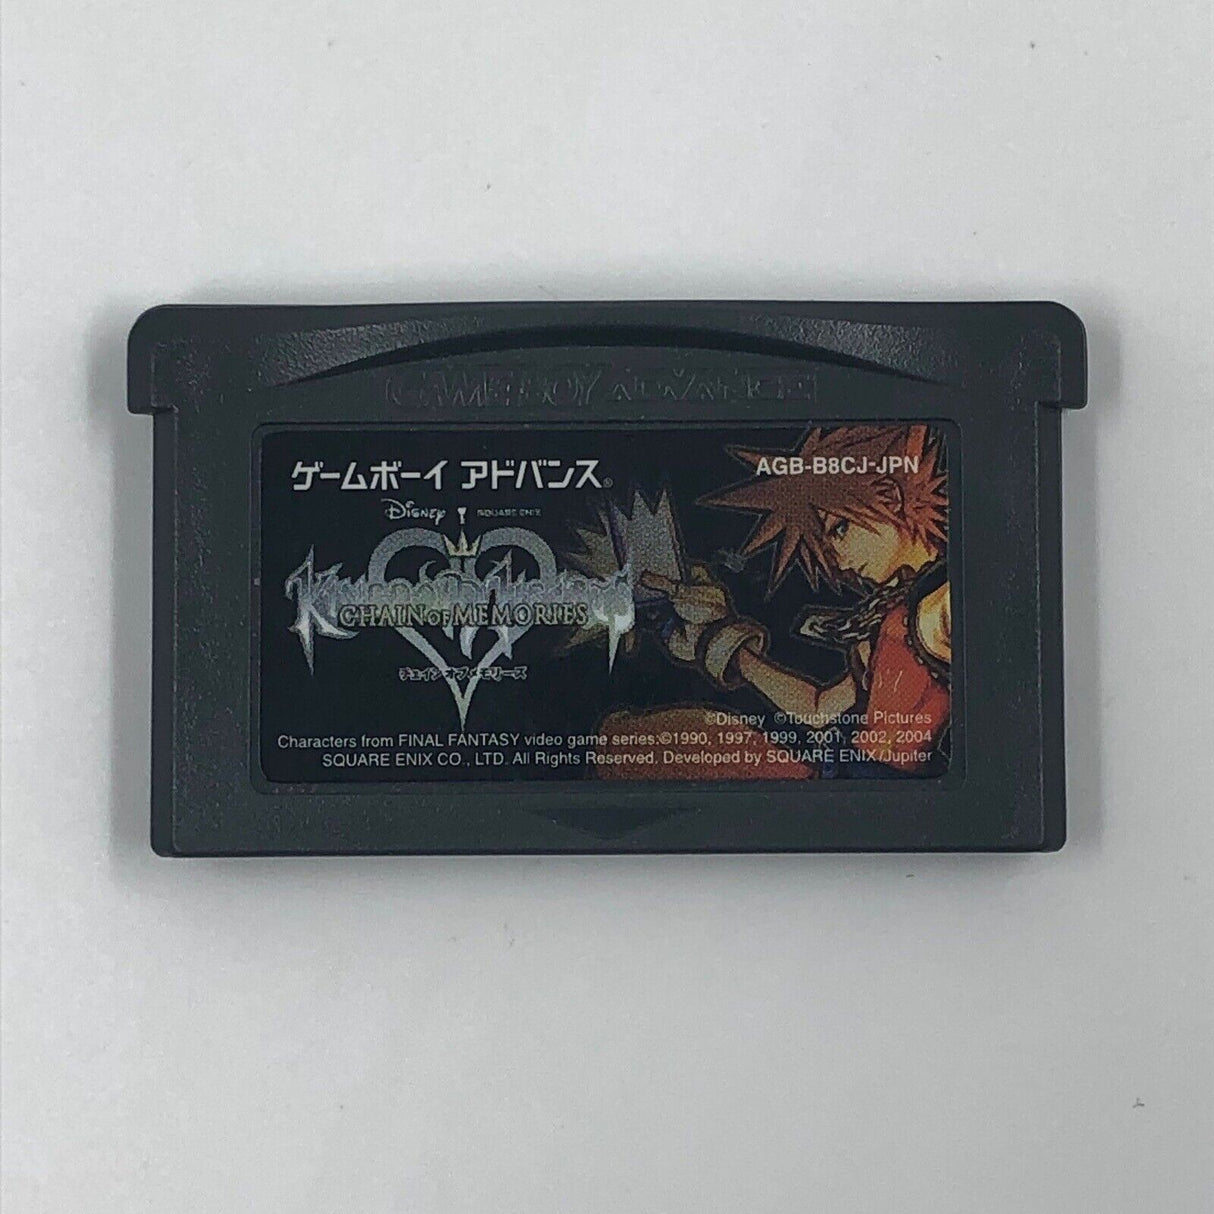 GAME BOY ADVANCE
ゲームボーイ アドバンス®
AGB-B8CJ-JPN
Disney SQUARE ENIX
KINGDOM HEARTS
CHAIN OF MEMORIES
チェイン オブ メモリーズ
©Disney ©Touchstone Pictures
Characters from FINAL FANTASY video game series:©1990, 1997, 1999, 2001, 2002, 2004
SQUARE ENIX CO., LTD. All Rights Reserved. Developed by SQUARE ENIX/Jupiter